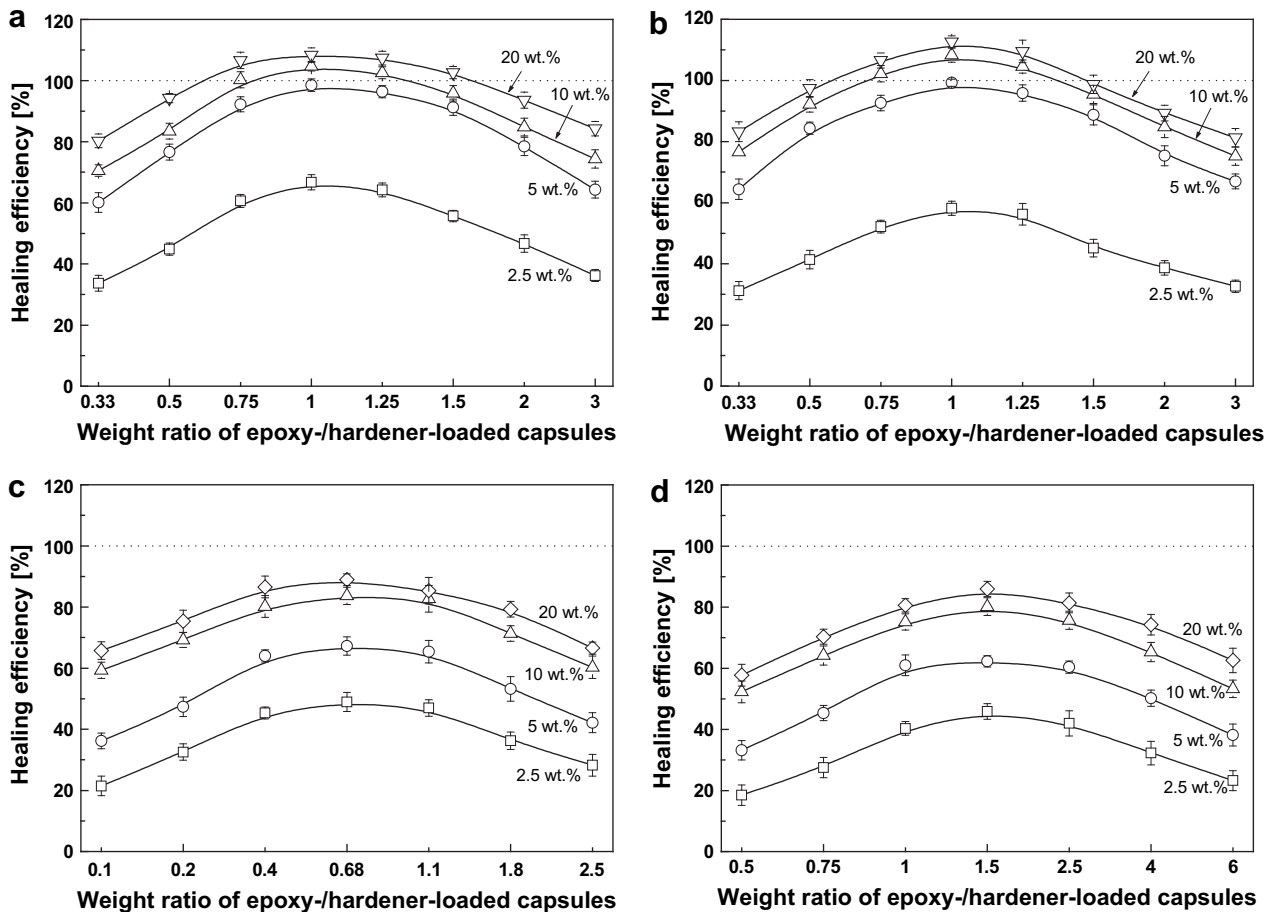 a
120
100
80
60
40
20
0
Healing efficiency [%]
20 wt.%
10 wt.%
5 wt.%
2.5 wt.%
0.33 0.5 0.75 1 1.25 1.5 2 3
Weight ratio of epoxy-/hardener-loaded capsules
b
120
100
80
60
40
20
0
Healing efficiency [%]
20 wt.%
10 wt.%
5 wt.%
2.5 wt.%
0.33 0.5 0.75 1 1.25 1.5 2 3
Weight ratio of epoxy-/hardener-loaded capsules
c
120
100
80
60
40
20
0
Healing efficiency [%]
20 wt.%
10 wt.%
5 wt.%
2.5 wt.%
0.1 0.2 0.4 0.68 1.1 1.8 2.5
Weight ratio of epoxy-/hardener-loaded capsules
d
120
100
80
60
40
20
0
Healing efficiency [%]
20 wt.%
10 wt.%
5 wt.%
2.5 wt.%
0.5 0.75 1 1.5 2.5 4 6
Weight ratio of epoxy-/hardener-loaded capsules